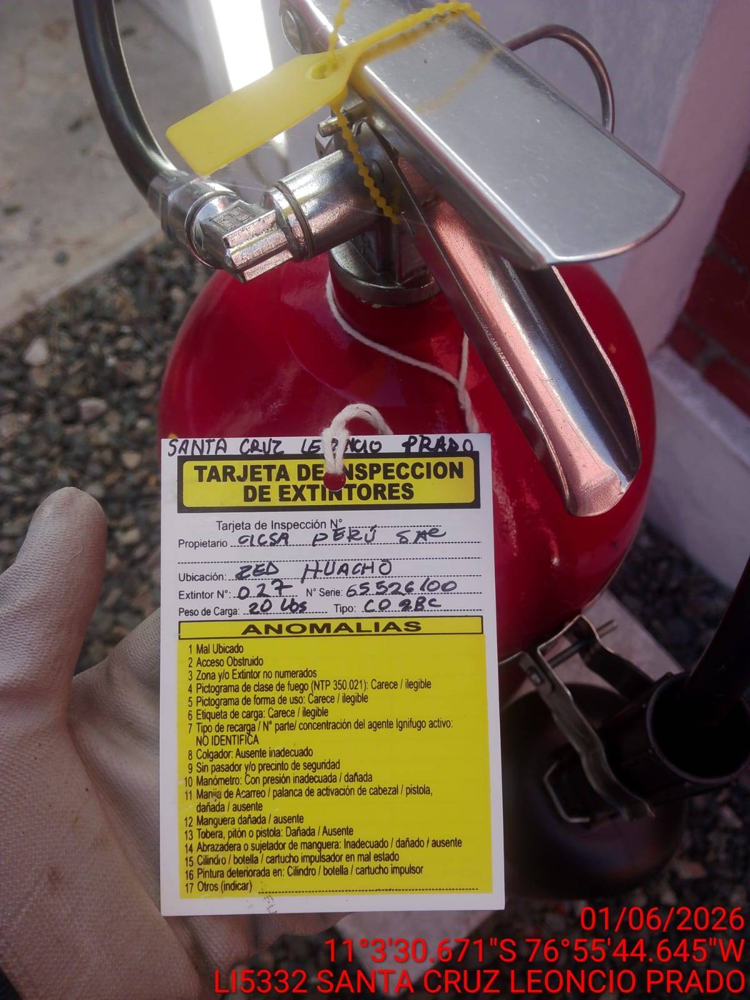 SANTA CRUZ LEONCIO PRADO
TARJETA DE INSPECCION
DE EXTINTORES
Tarjeta de Inspección N°
Propietario CICSA PERÚ SAC
Ubicación: ZED HUACHO
Extintor N°: 027 N° Serie: 65526100
Peso de Carga: 20 Lbs Tipo: CO2BC
ANOMALIAS
1 Mal Ubicado
2 Acceso Obstruido
3 Zona y/o Extintor no numerados
4 Pictograma de clase de fuego (NTP 350.021): Carece / ilegible
5 Pictograma de forma de uso: Carece / ilegible
6 Etiqueta de carga: Carece / ilegible
7 Tipo de recarga / N° parte/ concentración del agente Ignifugo activo:
NO IDENTIFICA
8 Colgador: Ausente inadecuado
9 Sin pasador y/o precinto de seguridad
10 Manómetro: Con presión inadecuada / dañada
11 Manija de Acarreo / palanca de activación de cabezal / pistola,
dañada / ausente
12 Manguera dañada / ausente
13 Tobera, pitón o pistola: Dañada / Ausente
14 Abrazadera o sujetador de manguera: Inadecuado / dañado / ausente
15 Cilindro / botella / cartucho impulsador en mal estado
16 Pintura deteriorada en: Cilindro / botella / cartucho impulsor
17 Otros (indicar)
01/06/2026
11°3'30.671"S 76°55'44.645"W
LI5332 SANTA CRUZ LEONCIO PRADO